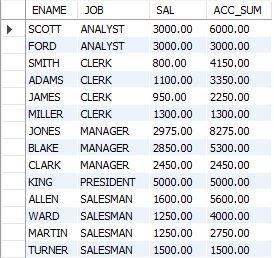 ENAME JOB SAL ACC_SUM
SCOTT ANALYST 3000.00 6000.00
FORD ANALYST 3000.00 3000.00
SMITH CLERK 800.00 4150.00
ADAMS CLERK 1100.00 3350.00
JAMES CLERK 950.00 2250.00
MILLER CLERK 1300.00 1300.00
JONES MANAGER 2975.00 8275.00
BLAKE MANAGER 2850.00 5300.00
CLARK MANAGER 2450.00 2450.00
KING PRESIDENT 5000.00 5000.00
ALLEN SALESMAN 1600.00 5600.00
WARD SALESMAN 1250.00 4000.00
MARTIN SALESMAN 1250.00 2750.00
TURNER SALESMAN 1500.00 1500.00